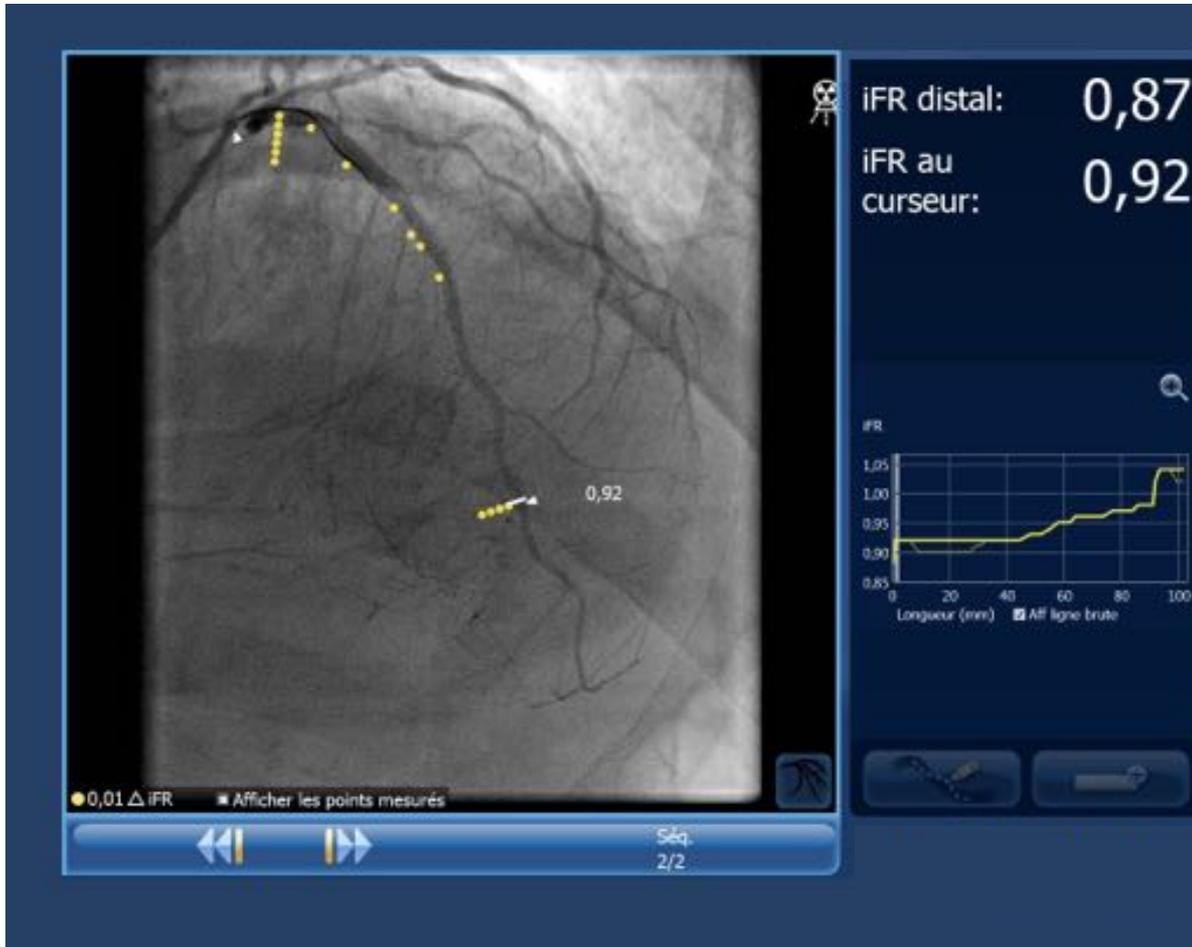 iFR distal: 0,87
iFR au
curseur: 0,92
0,92
iFR
1,05
1,00
0,95
0,90
0,85
0 20 40 60 80 100
Longueur (mm) Aff ligne brute
0,01 △ iFR Afficher les points mesurés
Séq.
2/2